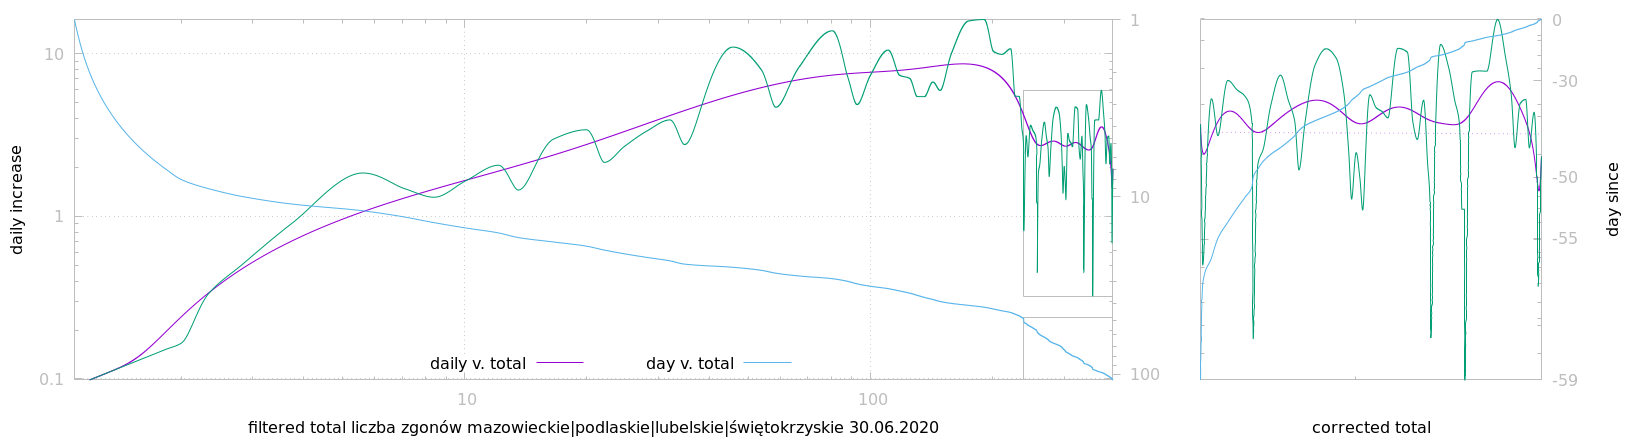 10
1
0.1
daily increase
1
10
100
10
100
daily v. total
day v. total
filtered total liczba zgonów mazowieckie|podlaskie|lubelskie|świętokrzyskie 30.06.2020
0
-30
-50
-55
-59
day since
corrected total